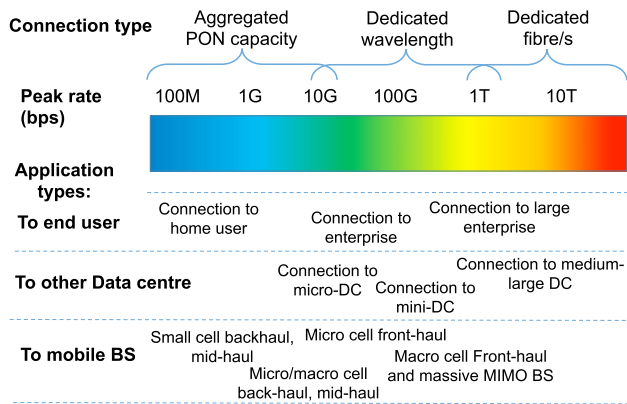 Connection type
Aggregated
PON capacity
Dedicated
wavelength
Dedicated
fibre/s
Peak rate
(bps)
100M 1G 10G 100G 1T 10T
Application
types:
To end user
Connection to
home user
Connection to
enterprise
Connection to large
enterprise
To other Data centre
Connection to
micro-DC
Connection to
mini-DC
Connection to medium-
large DC
To mobile BS
Small cell backhaul,
mid-haul
Micro cell front-haul
Micro/macro cell
back-haul, mid-haul
Macro cell Front-haul
and massive MIMO BS